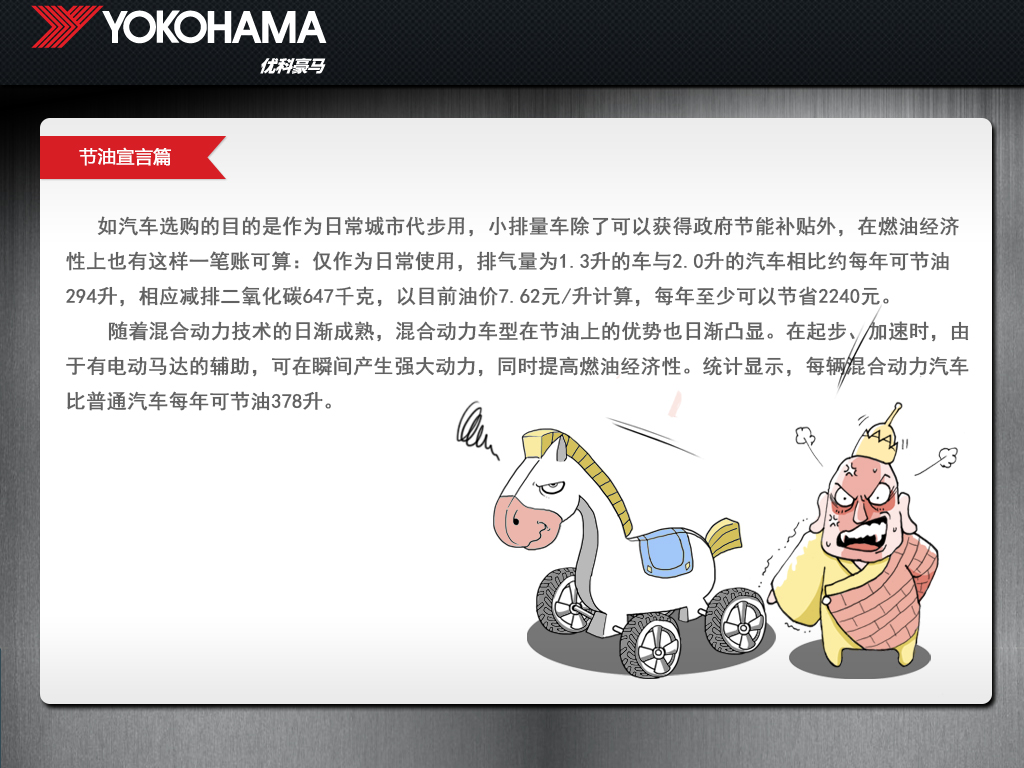 YOKOHAMA
优科豪马
节油宣言篇
如汽车选购的目的是作为日常城市代步用，小排量车除了可以获得政府节能补贴外，在燃油经济
性上也有这样一笔账可算：仅作为日常使用，排气量为1.3升的车与2.0升的汽车相比约每年可节油
294升，相应减排二氧化碳647千克，以目前油价7.62元/升计算，每年至少可以节省2240元。
随着混合动力技术的日渐成熟，混合动力车型在节油上的优势也日渐凸显。在起步、加速时，由
于有电动马达的辅助，可在瞬间产生强大动力，同时提高燃油经济性。统计显示，每辆混合动力汽车
比普通汽车每年可节油378升。